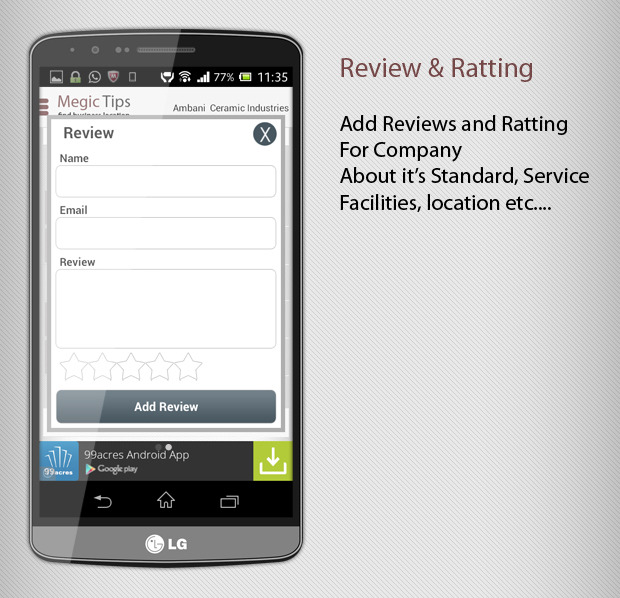 77% 11:35
Megic Tips
Ambani Ceramic Industries
find business location
Review
X
Name
Email
Review
Add Review
99acres
99acres Android App
Google play
LG
Review & Ratting
Add Reviews and Ratting
For Company
About it's Standard, Service
Facilities, location etc....